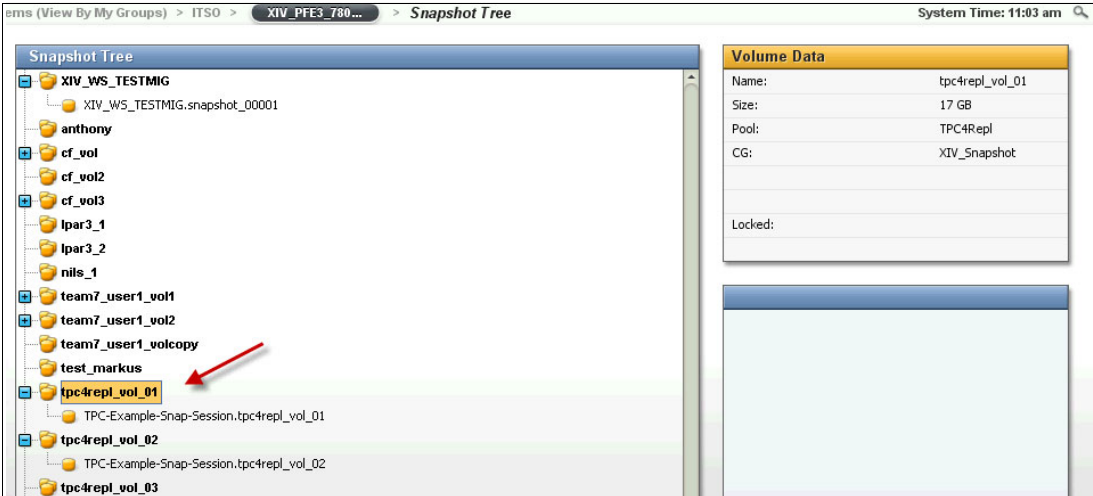 ems (View By My Groups) > ITSO > XIV_PFE3_780... > Snapshot Tree System Time: 11:03 am
Snapshot Tree
XIV_WS_TESTMIG
XIV_WS_TESTMIG.snapshot_00001
anthony
cf_vol
cf_vol2
cf_vol3
lpar3_1
lpar3_2
nils_1
team7_user1_vol1
team7_user1_vol2
team7_user1_volcopy
test_markus
tpc4repl_vol_01
TPC-Example-Snap-Session.tpc4repl_vol_01
tpc4repl_vol_02
TPC-Example-Snap-Session.tpc4repl_vol_02
tpc4repl_vol_03
Volume Data
Name: tpc4repl_vol_01
Size: 17 GB
Pool: TPC4Repl
CG: XIV_Snapshot
Locked: